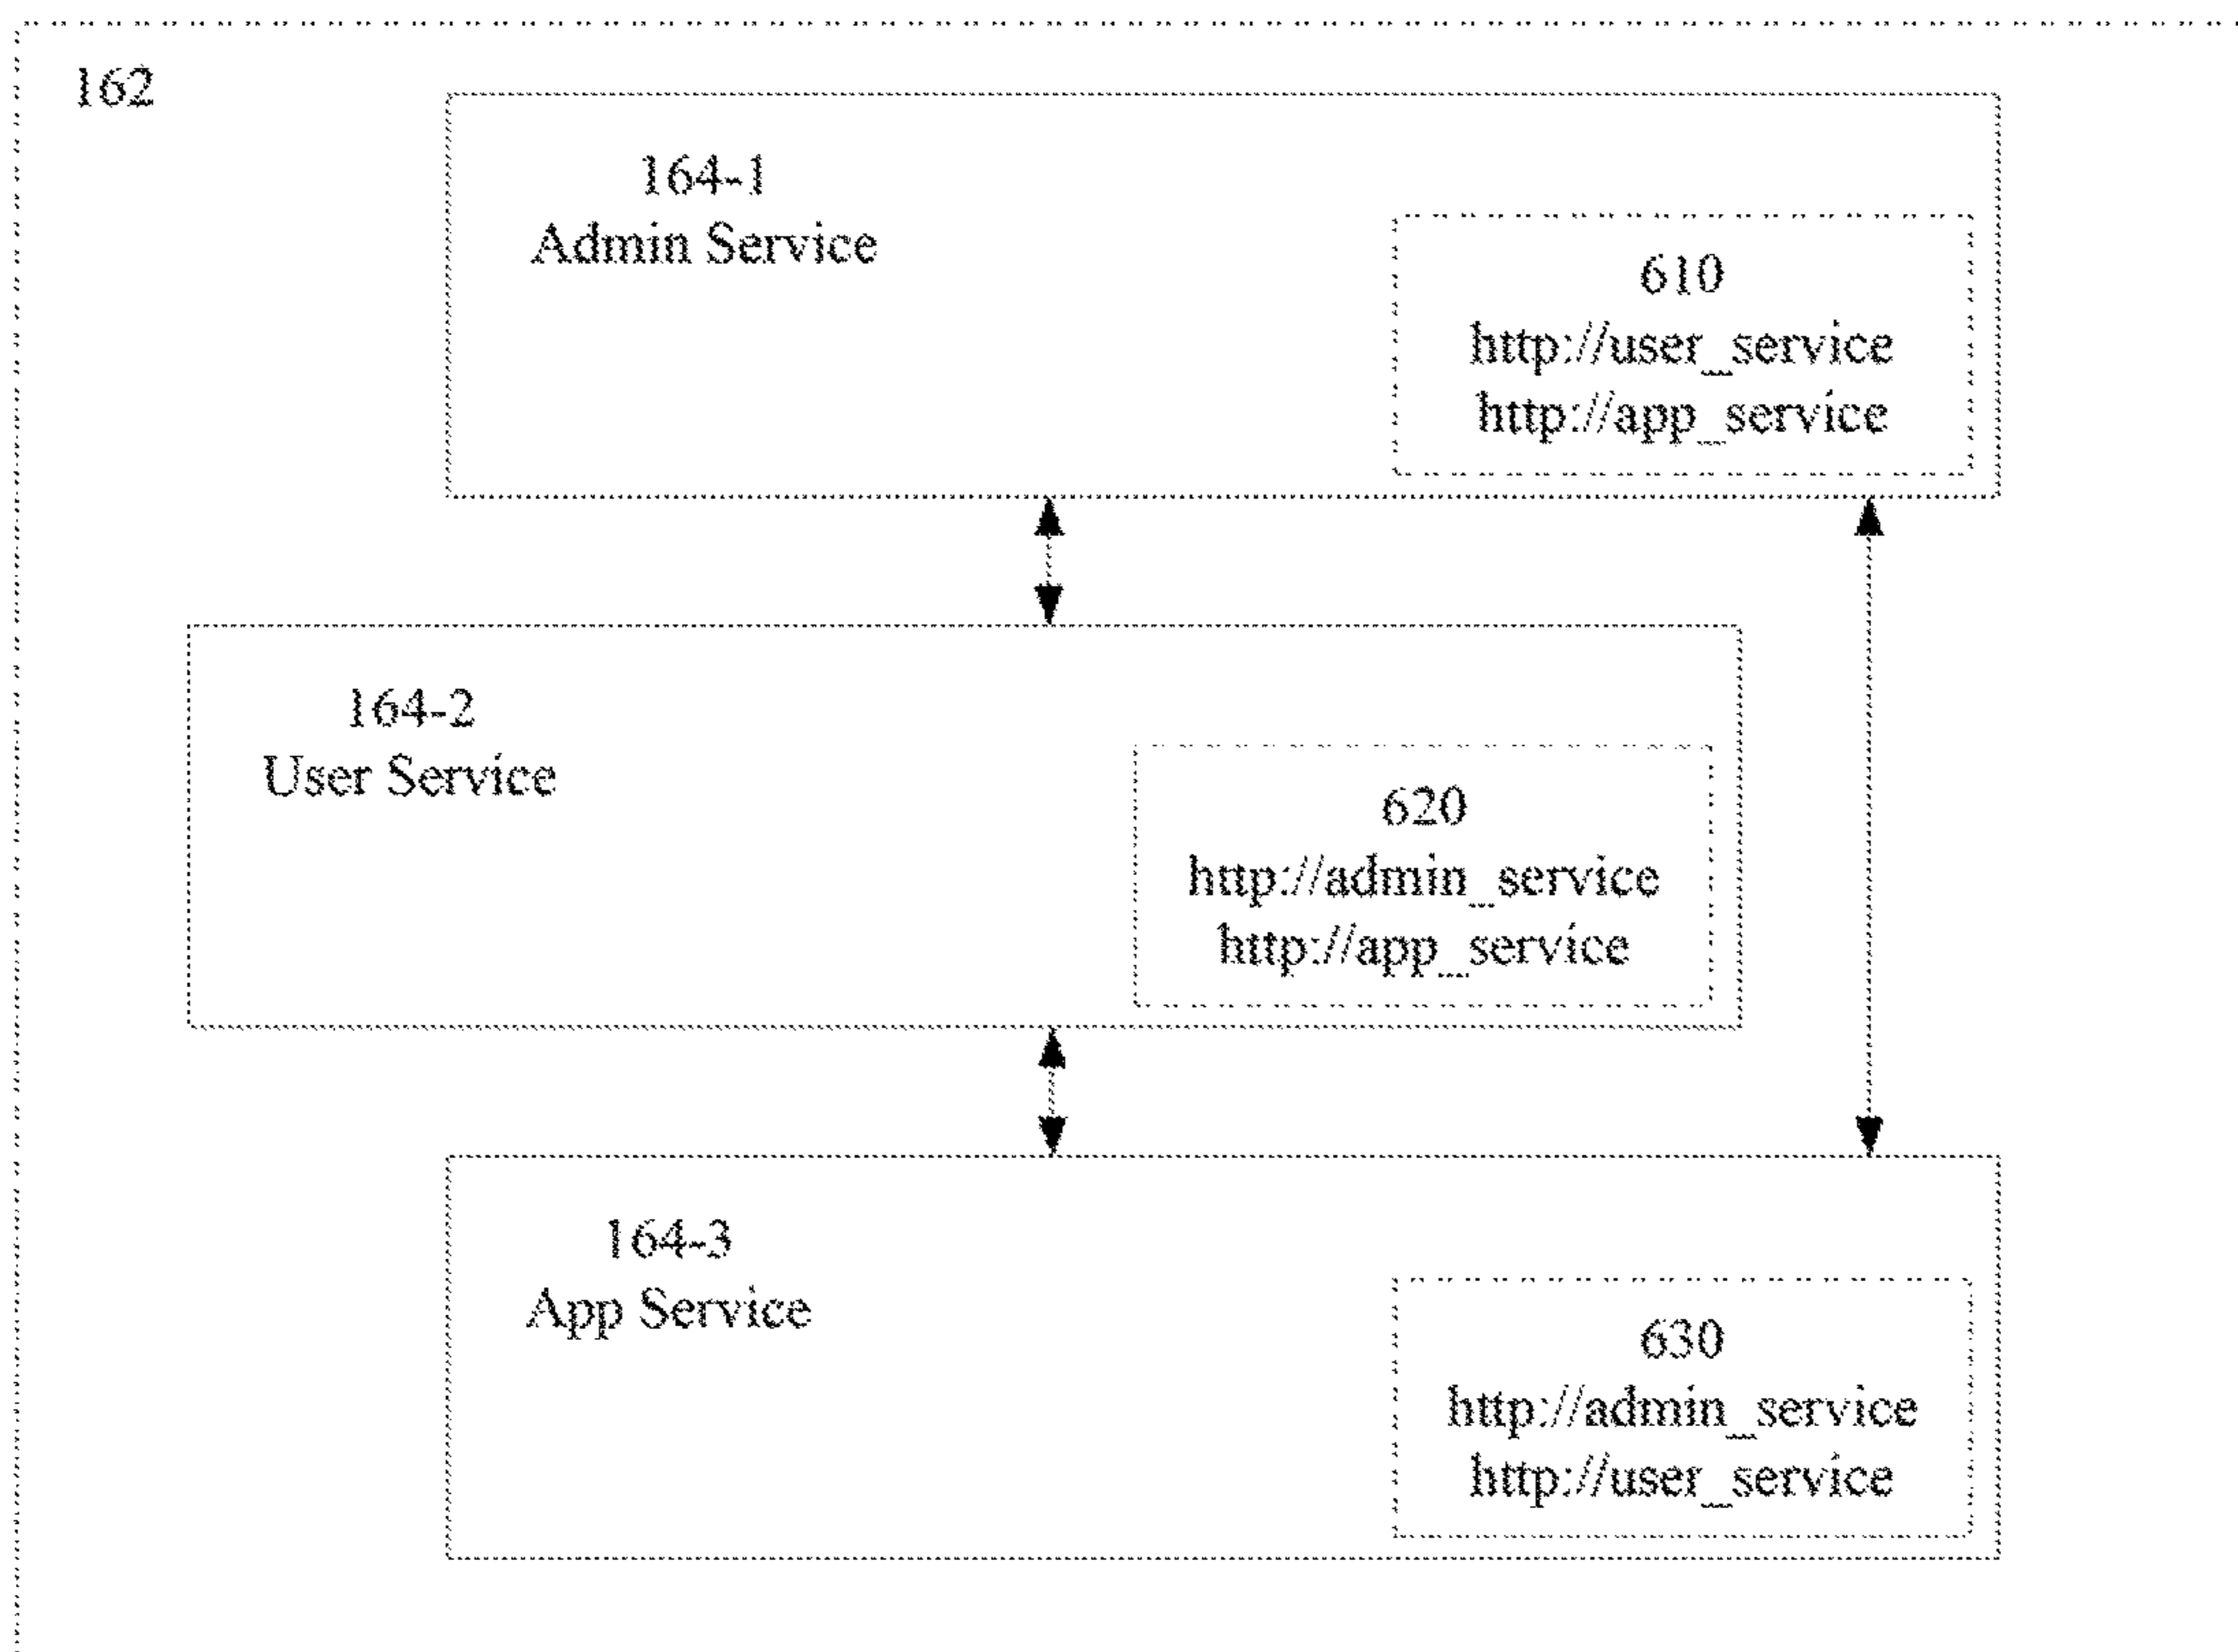 162
164-1
Admin Service
610
http://user_service
http://app_service
164-2
User Service
620
http://admin_service
http://app_service
164-3
App Service
630
http://admin_service
http://user_service